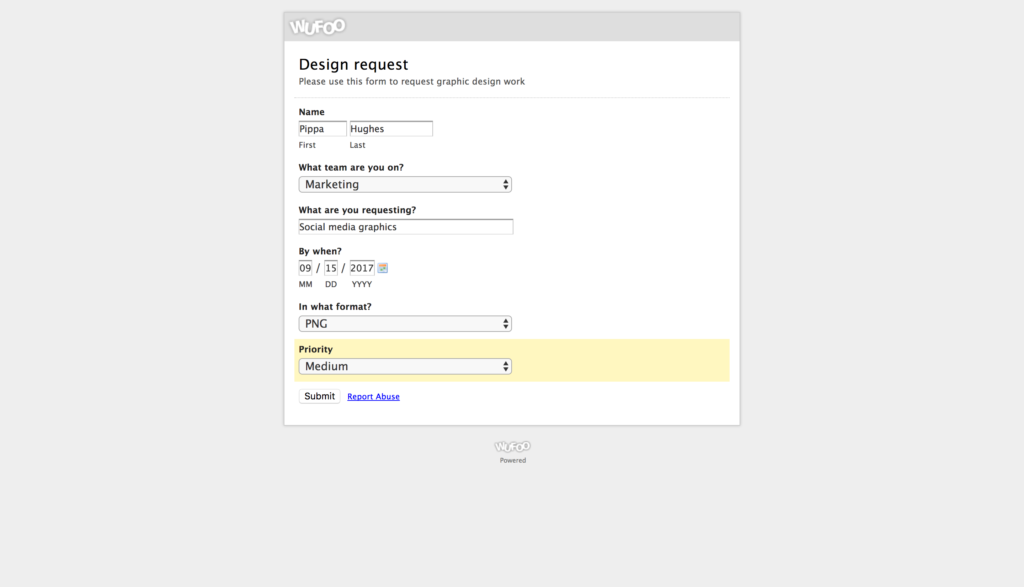 WUFOO
Design request
Please use this form to request graphic design work
Name
Pippa Hughes
First Last
What team are you on?
Marketing
What are you requesting?
Social media graphics
By when?
09 / 15 / 2017
MM DD YYYY
In what format?
PNG
Priority
Medium
Submit Report Abuse
WUFOO
Powered